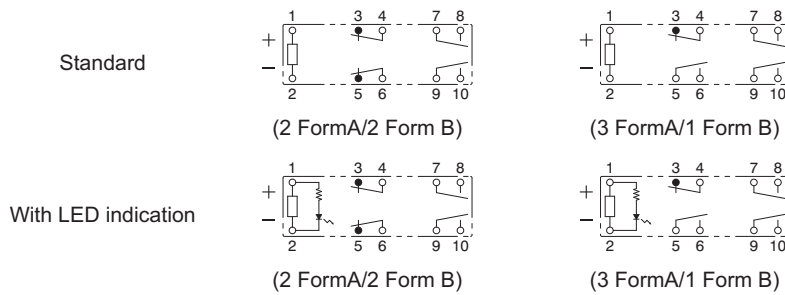 1 3 4 7 8 1 3 4 7 8
+ +
Standard
− −
2 5 6 9 10 2 5 6 9 10
(2 FormA/2 Form B) (3 FormA/1 Form B)
1 3 4 7 8 1 3 4 7 8
+ +
With LED indication
− −
2 5 6 9 10 2 5 6 9 10
(2 FormA/2 Form B) (3 FormA/1 Form B)